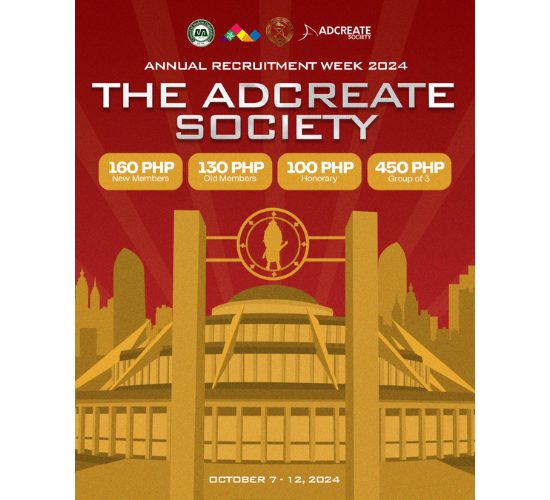 ADCREATE
SOCIETY
ANNUAL RECRUITMENT WEEK 2024
THE ADCREATE
SOCIETY
160 PHP
New Members
130 PHP
Old Members
100 PHP
Honorary
450 PHP
Group of 3
OCTOBER 7 - 12, 2024